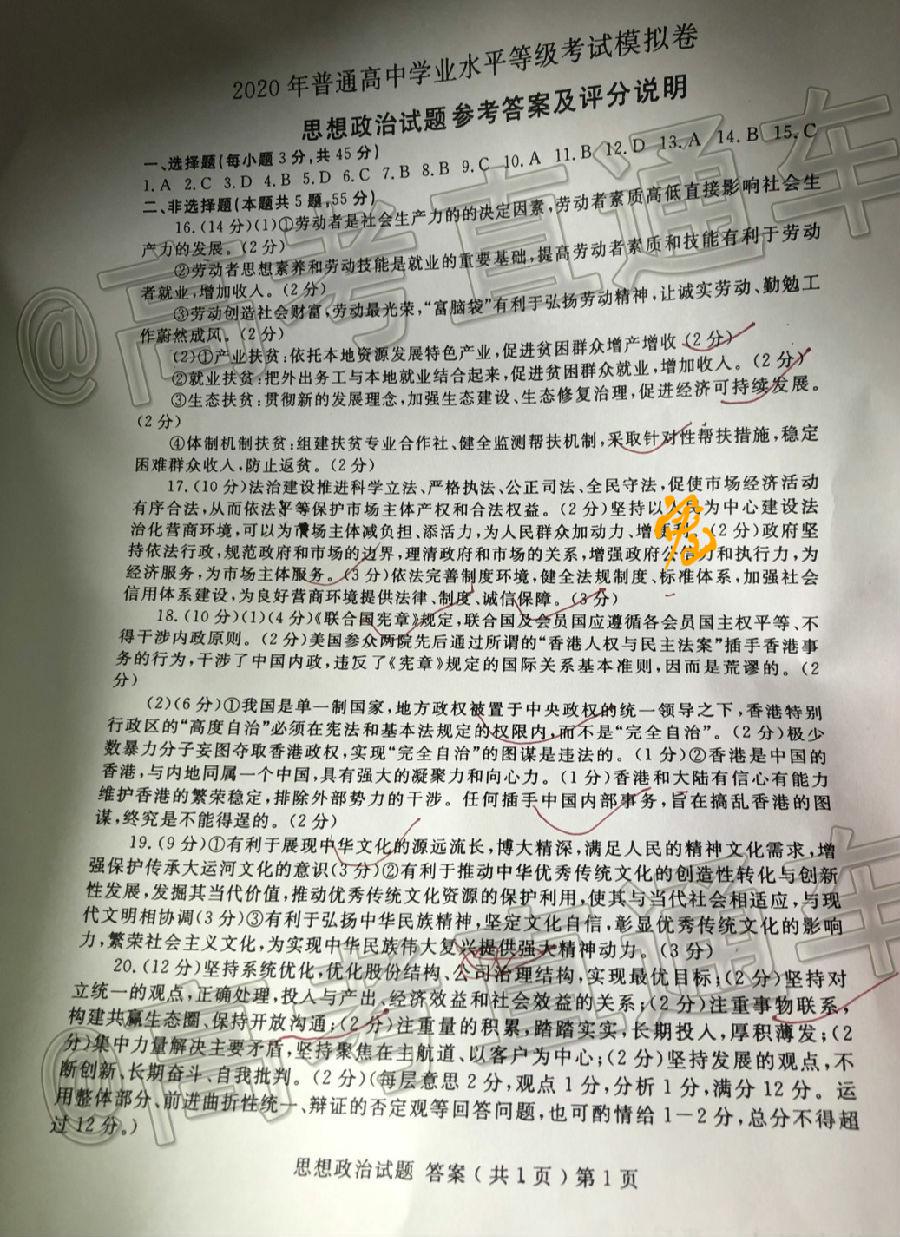 2020年普通高中学业水平等级考试模拟卷
思想政治试题参考答案及评分说明
一、选择题(每小题3分,共45分)
1.A 2.C 3.D 4.B 5.D 6.C 7.B 8.B 9.C 10.A 11.B 12.D 13.A 14.B 15.C
二、非选择题(本题共5题,55分)
16.(14分)(1)①劳动者是社会生产力的的决定因素,劳动者素质高低直接影响社会生
产力的发展。(2分)
②劳动者思想素养和劳动技能是就业的重要基础,提高劳动者素质和技能有利于劳动
者就业,增加收入。(2分)
③劳动创造社会财富,劳动最光荣,“富脑袋”有利于弘扬劳动精神,让诚实劳动、勤勉工
作蔚然成风。(2分)
(2)①产业扶贫:依托本地资源发展特色产业,促进贫困群众增产增收(2分)
②就业扶贫:把外出务工与本地就业结合起来,促进贫困群众就业,增加收入。(2分)
③生态扶贫:贯彻新的发展理念,加强生态建设、生态修复治理,促进经济可持续发展。
(2分)
④体制机制扶贫:组建扶贫专业合作社、健全监测帮扶机制,采取针对性帮扶措施,稳定
困难群众收入,防止返贫。(2分)
17.(10分)法治建设推进科学立法、严格执法、公正司法、全民守法,促使市场经济活动
有序合法,从而依法平等保护市场主体产权和合法权益。(2分)坚持以人民为中心建设法
治化营商环境,可以为市场主体减负担、添活力,为人民群众加动力、增 (2分)政府坚
持依法行政,规范政府和市场的边界,理清政府和市场的关系,增强政府公信力和执行力,为
经济服务,为市场主体服务。(3分)依法完善制度环境,健全法规制度、标准体系,加强社会
信用体系建设,为良好营商环境提供法律、制度、诚信保障。(3分)
18.(10分)(1)(4分)《联合国宪章》规定,联合国及会员国应遵循各会员国主权平等、不
得干涉内政原则。(2分)美国参众两院先后通过所谓的“香港人权与民主法案”插手香港事
务的行为,干涉了中国内政,违反了《宪章》规定的国际关系基本准则,因而是荒谬的。(2
分)
(2)(6分)①我国是单一制国家,地方政权被置于中央政权的统一领导之下,香港特别
行政区的“高度自治”必须在宪法和基本法规定的权限内,而不是“完全自治”。(2分)极少
数暴力分子妄图夺取香港政权,实现“完全自治”的图谋是违法的。(1分)②香港是中国的
香港,与内地同属一个中国,具有强大的凝聚力和向心力。(1分)香港和大陆有信心有能力
维护香港的繁荣稳定,排除外部势力的干涉。任何插手中国内部事务,旨在搞乱香港的图
谋,终究是不能得逞的。(2分)
19.(9分)①有利于展现中华文化的源远流长,博大精深,满足人民的精神文化需求,增
强保护传承大运河文化的意识(3分)②有利于推动中华优秀传统文化的创造性转化与创新
性发展,发掘其当代价值,推动优秀传统文化资源的保护利用,使其与当代社会相适应,与现
代文明相协调(3分)③有利于弘扬中华民族精神,坚定文化自信,彰显优秀传统文化的影响
力,繁荣社会主义文化,为实现中华民族伟大复兴提供强大精神动力。(3分)
20.(12分)坚持系统优化,优化股份结构、公司治理结构,实现最优目标;(2分)坚持对
立统一的观点,正确处理,投入与产出、经济效益和社会效益的关系;(2分)注重事物联系,
构建共赢生态圈、保持开放沟通;(2分)注重量的积累,踏踏实实,长期投入,厚积薄发;(2
分)集中力量解决主要矛盾,坚持聚焦在主航道、以客户为中心;(2分)坚持发展的观点,不
断创新、长期奋斗、自我批判。(2分)(每层意思2分,观点1分,分析1分,满分12分。运
用整体部分、前进曲折性统一、辩证的否定观等回答问题,也可酌情给1-2分,总分不得超
过12分。)
思想政治试题 答案(共1页)第1页
@高考直通车
@高考直通车